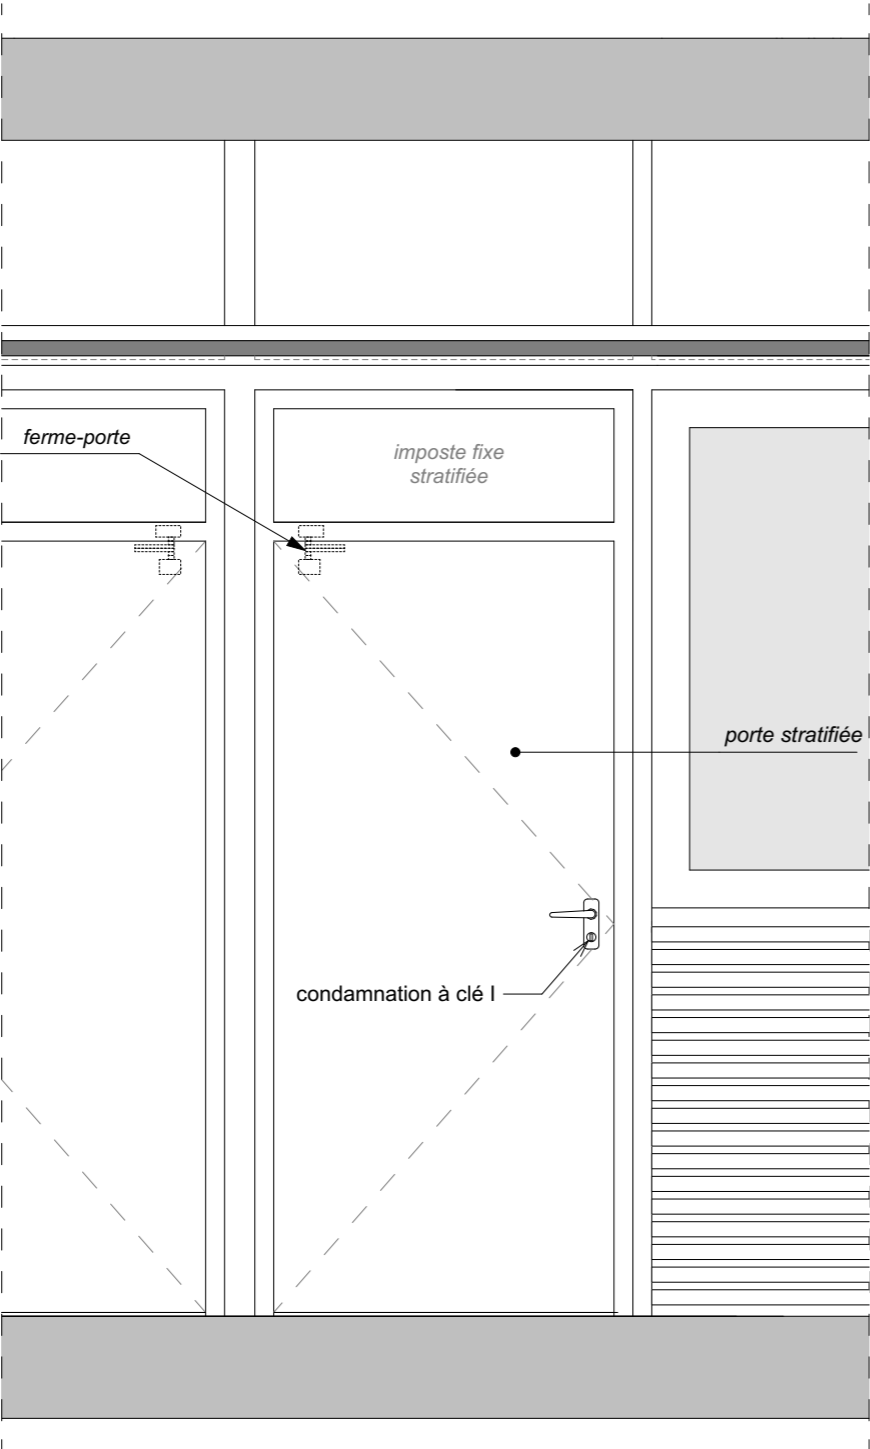 ferme-porte
imposte fixe
stratifiée
porte stratifiée
condamnation à clé I